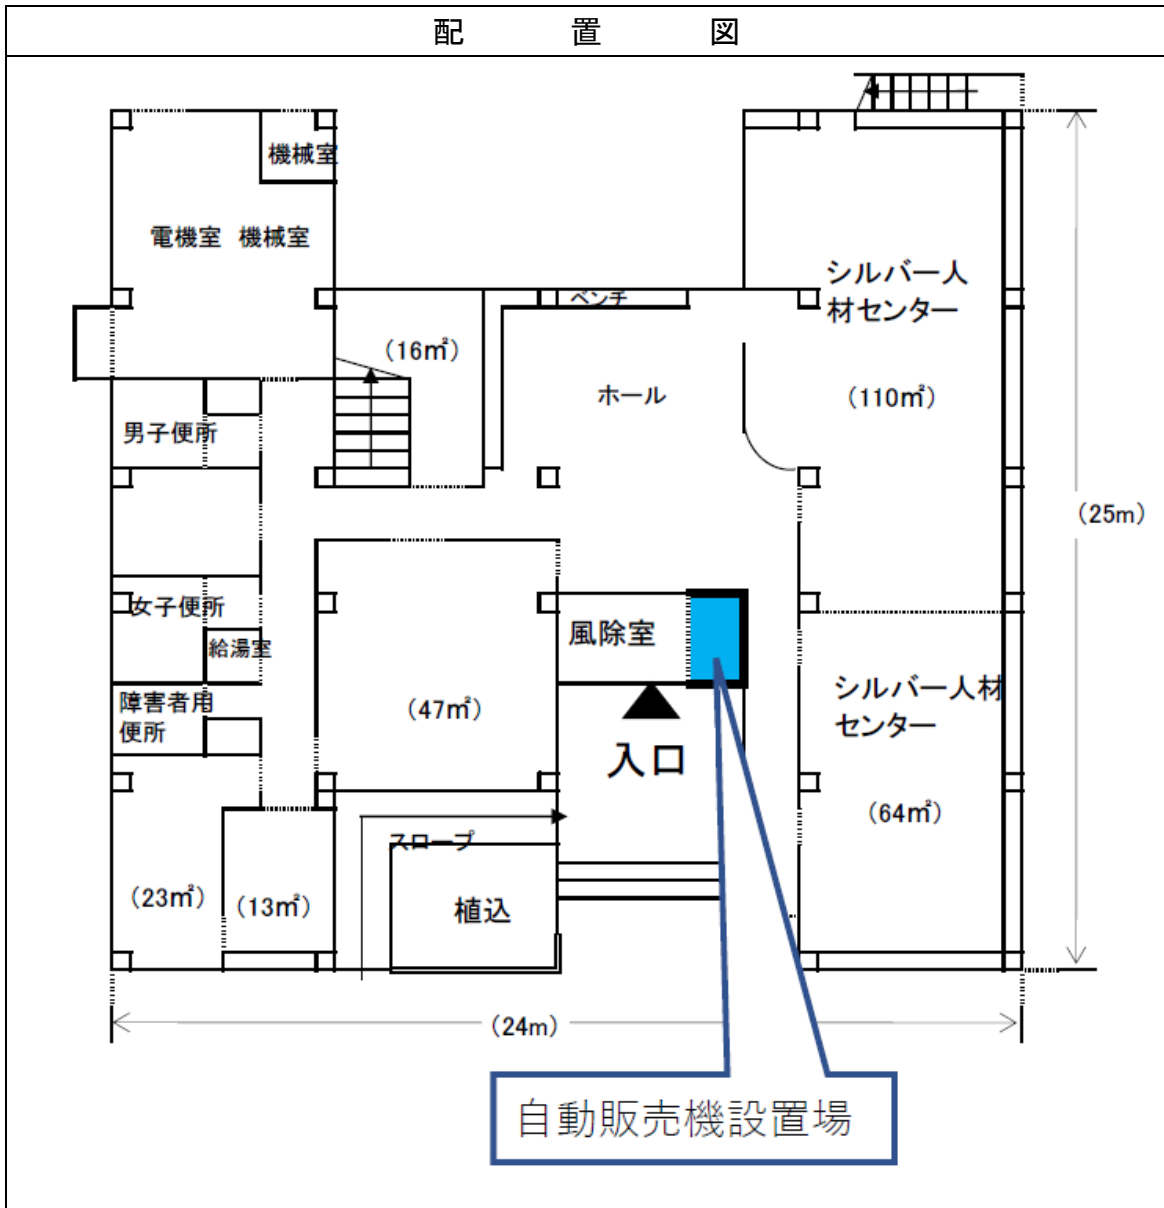 配 置 図
機械室
電機室 機械室
シルバー人
材センター
ベンチ
（16㎡）
ホール
（110㎡）
男子便所
（25m）
女子便所
風除室
給湯室
シルバー人材
センター
障害者用
便所
（47㎡）
入口
（64㎡）
スロープ
（23㎡）
（13㎡）
植込
（24m）
自動販売機設置場